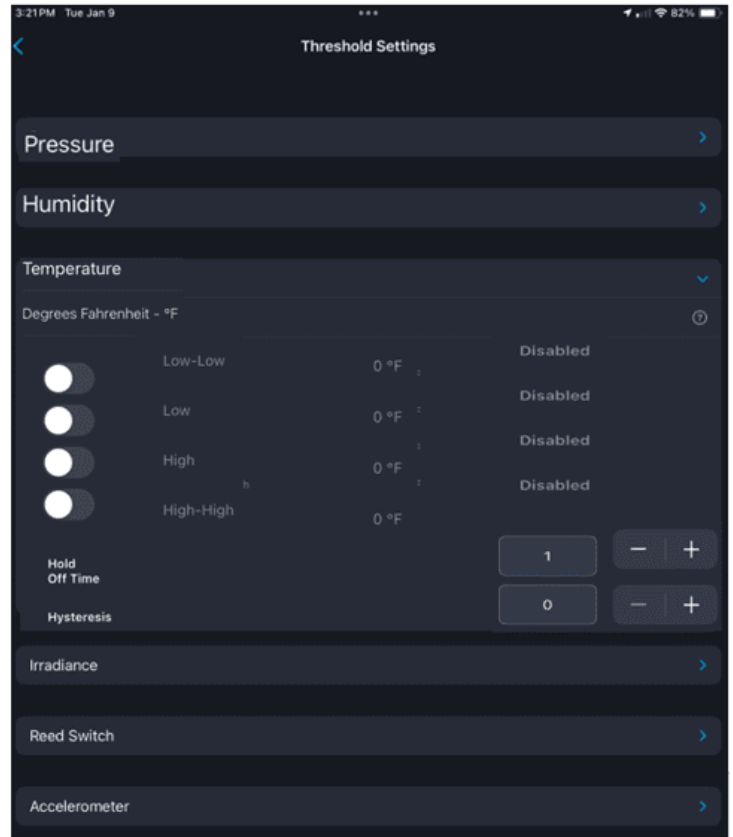 3:21PM Tue Jan 9
82%
Threshold Settings
Pressure
Humidity
Temperature
Degrees Fahrenheit - °F
Low-Low 0 °F Disabled
Low 0 °F Disabled
High 0 °F Disabled
High-High 0 °F Disabled
Hold
Off Time
1 − +
Hysteresis 0 − +
Irradiance
Reed Switch
Accelerometer